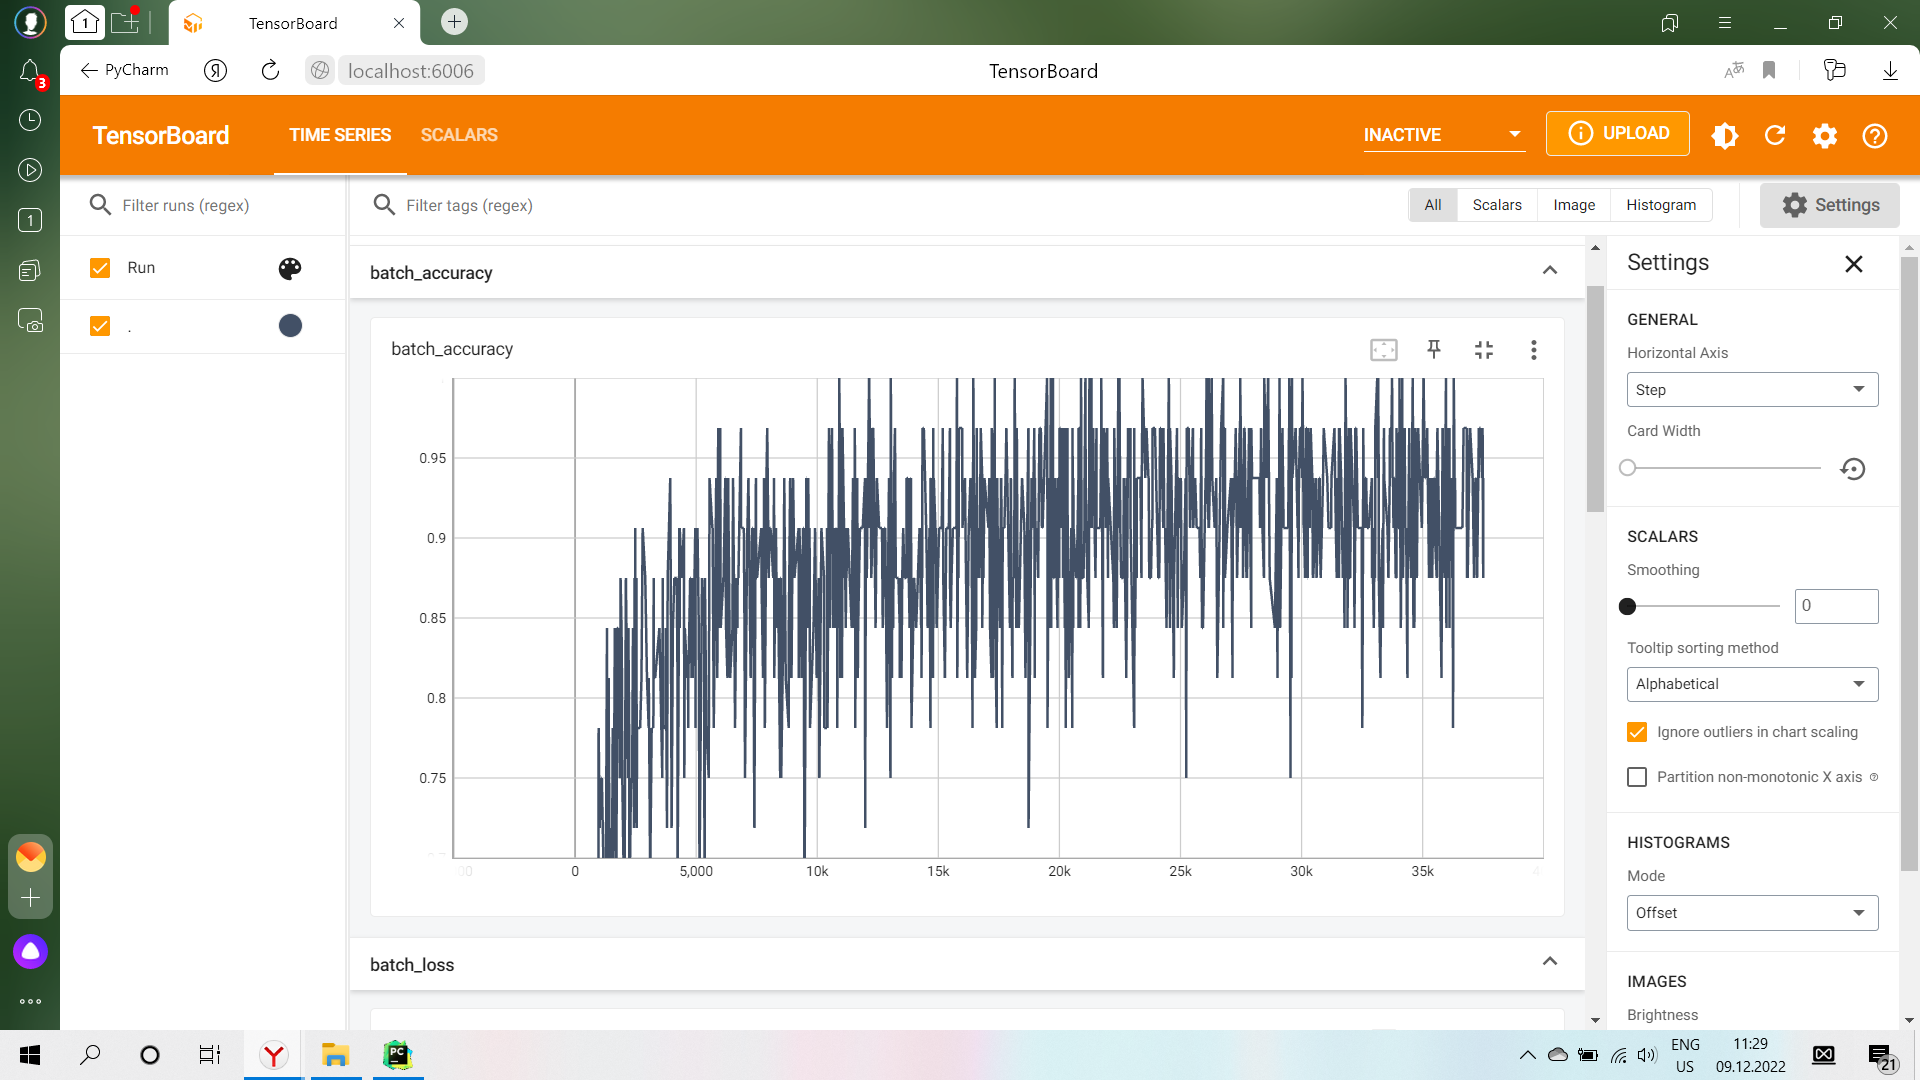 1
TensorBoard
PyCharm
localhost:6006
TensorBoard
3
TensorBoard
TIME SERIES
SCALARS
INACTIVE
UPLOAD
Filter runs (regex)
Filter tags (regex)
All
Scalars
Image
Histogram
Settings
1
Run
.
batch_accuracy
batch_accuracy
0.95
0.9
0.85
0.8
0.75
0
5,000
10k
15k
20k
25k
30k
35k
batch_loss
Settings
GENERAL
Horizontal Axis
Step
Card Width
SCALARS
Smoothing
0
Tooltip sorting method
Alphabetical
Ignore outliers in chart scaling
Partition non-monotonic X axis
HISTOGRAMS
Mode
Offset
IMAGES
Brightness
PC
ENG
US
11:29
09.12.2022
21